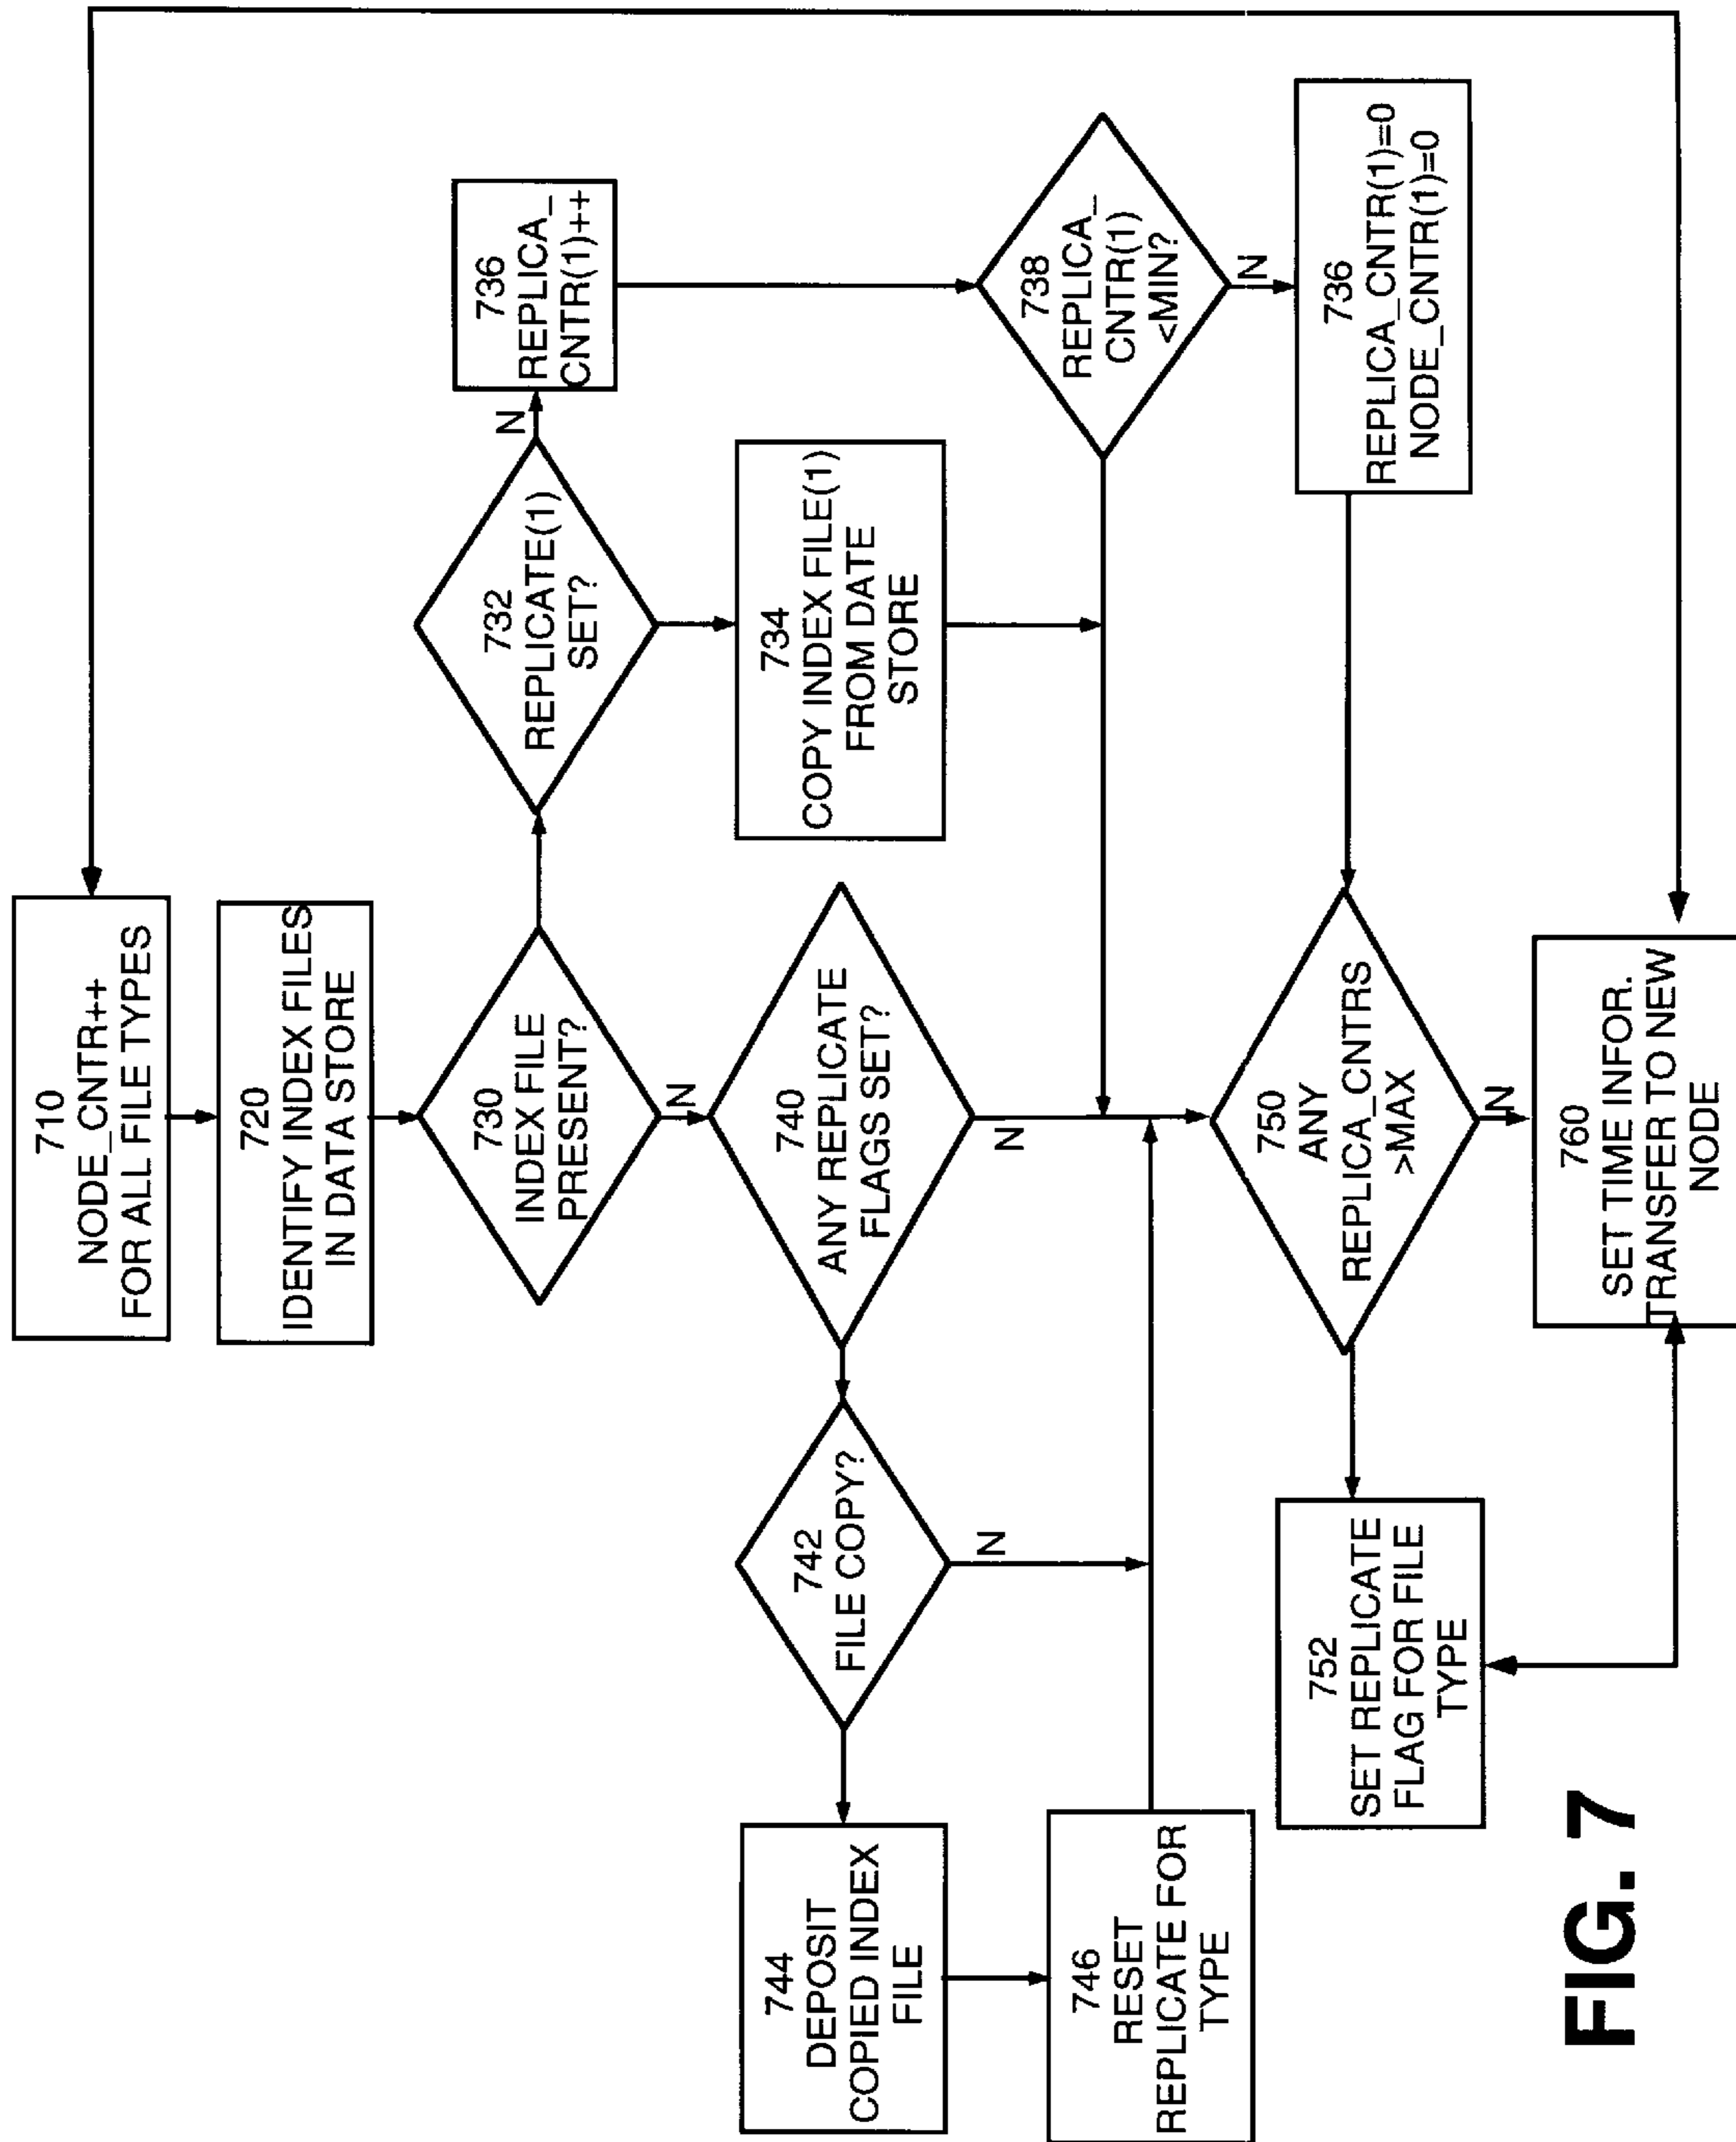 710
NODE_CNTR++
FOR ALL FILE TYPES
720
IDENTIFY INDEX FILES
IN DATA STORE
730
INDEX FILE
PRESENT?
N
732
REPLICATE(1)
SET?
N
736
REPLICA_
CNTR(1)++
734
COPY INDEX FILE(1)
FROM DATE
STORE
738
REPLICA_
CNTR(1)
<MIN?
N
736
REPLICA_CNTR(1)=0
NODE_CNTR(1)=0
740
ANY REPLICATE
FLAGS SET?
N
742
FILE COPY?
N
744
DEPOSIT
COPIED INDEX
FILE
746
RESET
REPLICATE FOR
TYPE
750
ANY
REPLICA_CNTRS
>MAX
N
752
SET REPLICATE
FLAG FOR FILE
TYPE
760
SET TIME INFOR.
TRANSFER TO NEW
NODE
FIG. 7